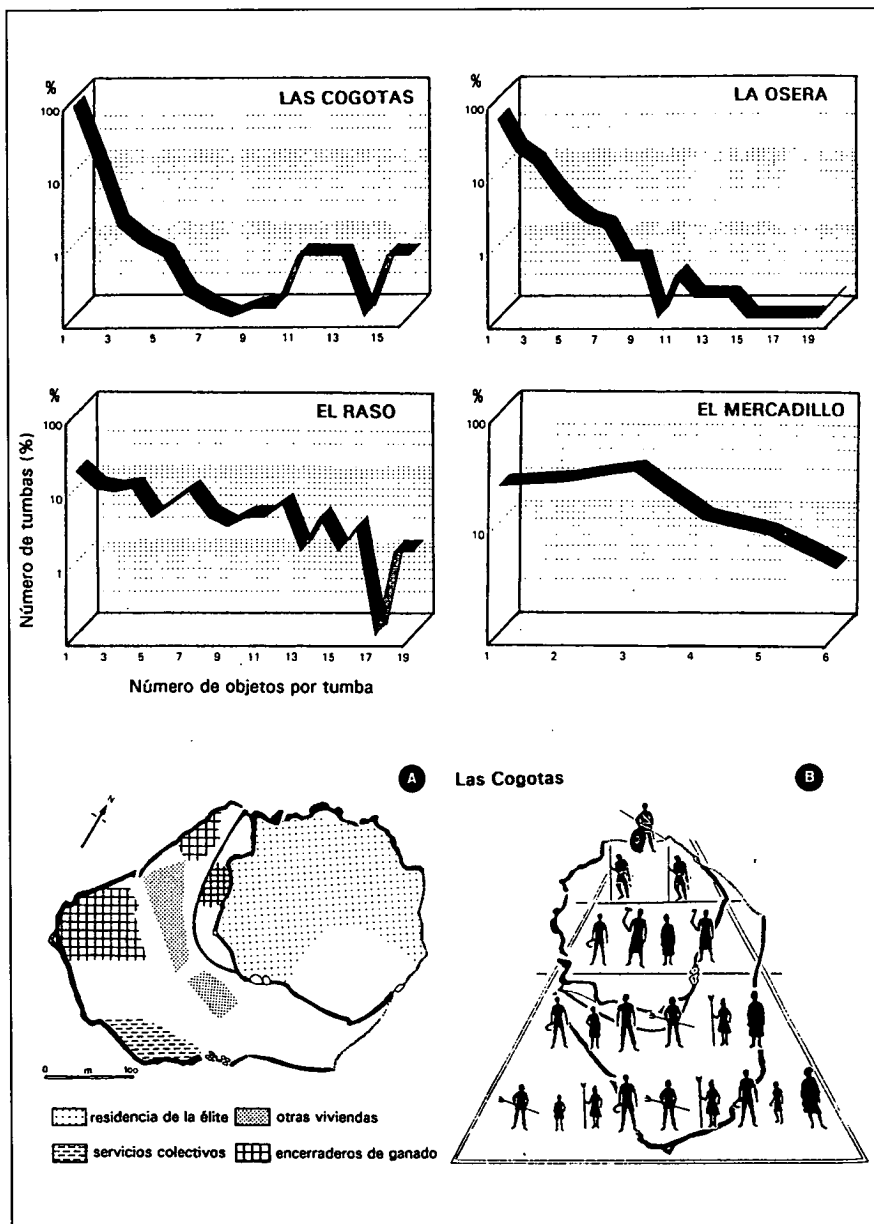 % LAS COGOTAS
100
10
1
1 3 5 7 9 11 13 15
% LA OSERA
100
10
1
1 3 5 7 9 11 13 15 17 19
% EL RASO
100
10
1
1 3 5 7 9 11 13 15 17 19
% EL MERCADILLO
100
10
1 2 3 4 5 6
Número de tumbas (%)
Número de objetos por tumba
A
N
0 m 100
residencia de la élite
otras viviendas
servicios colectivos
encerraderos de ganado
Las Cogotas B